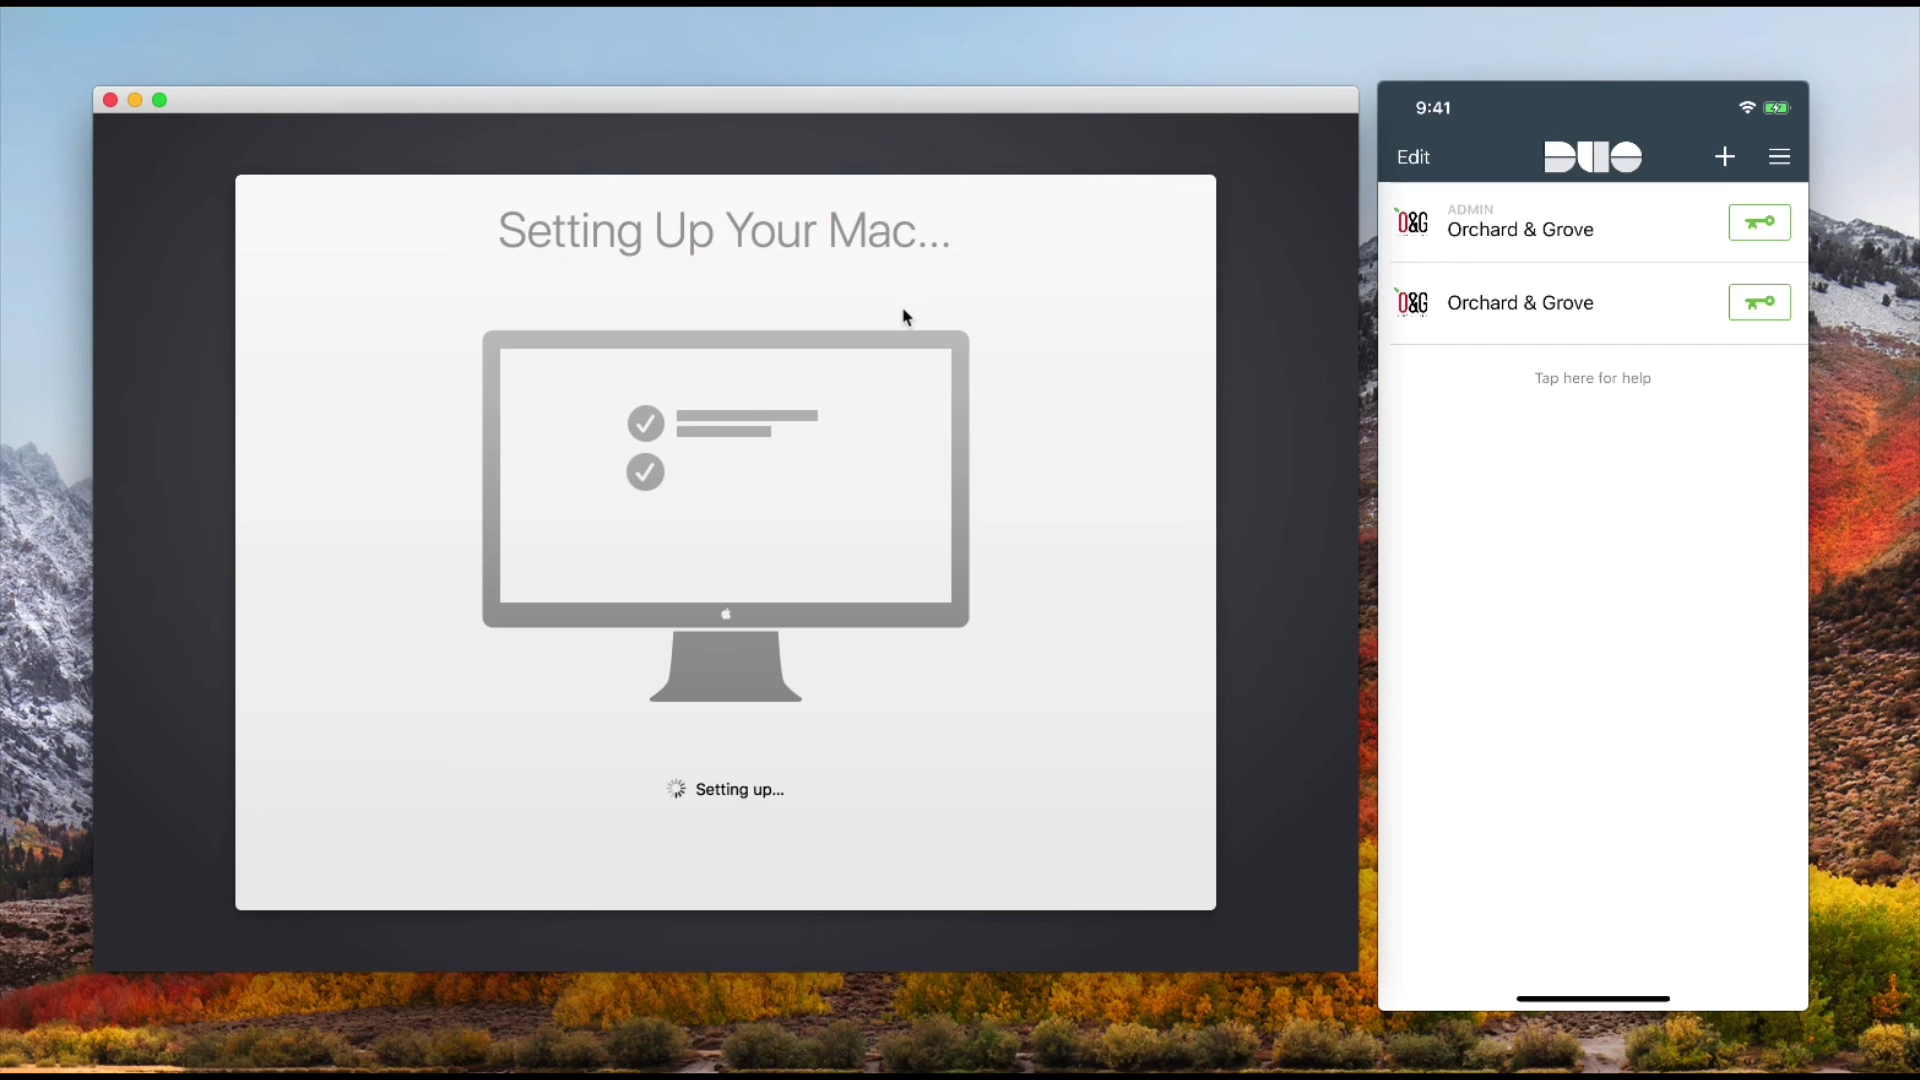 Setting Up Your Mac...
Setting up...
9:41
Edit
DUO
O&G
ADMIN
Orchard & Grove
O&G
Orchard & Grove
Tap here for help